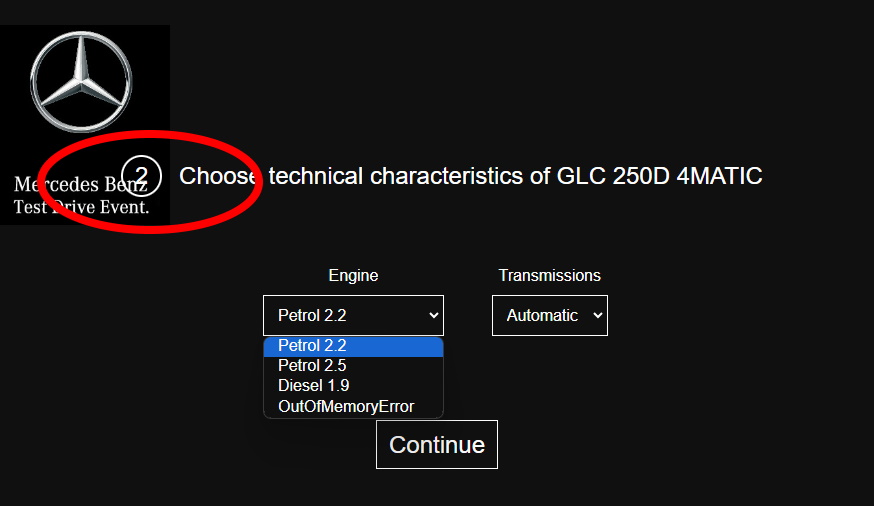 2 Choose technical characteristics of GLC 250D 4MATIC
Mercedes Benz
Test Drive Event.
Engine Transmissions
Petrol 2.2 Automatic
Petrol 2.2
Petrol 2.5
Diesel 1.9
OutOfMemoryError
Continue